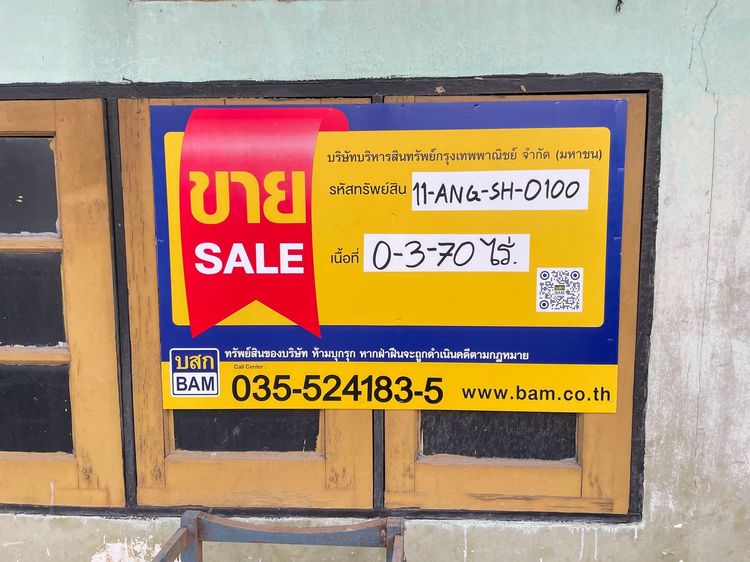 ขาย
SALE
บริษัทบริหารสินทรัพย์กรุงเทพพาณิชย์ จำกัด (มหาชน)
รหัสทรัพย์สิน 11-ANG-SH-0100
เนื้อที่ 0-3-70 ไร่.
BAM
บสก
BAM
ทรัพย์สินของบริษัท ห้ามบุกรุก หากฝ่าฝืนจะถูกดำเนินคดีตามกฎหมาย
Call Center :
035-524183-5 www.bam.co.th